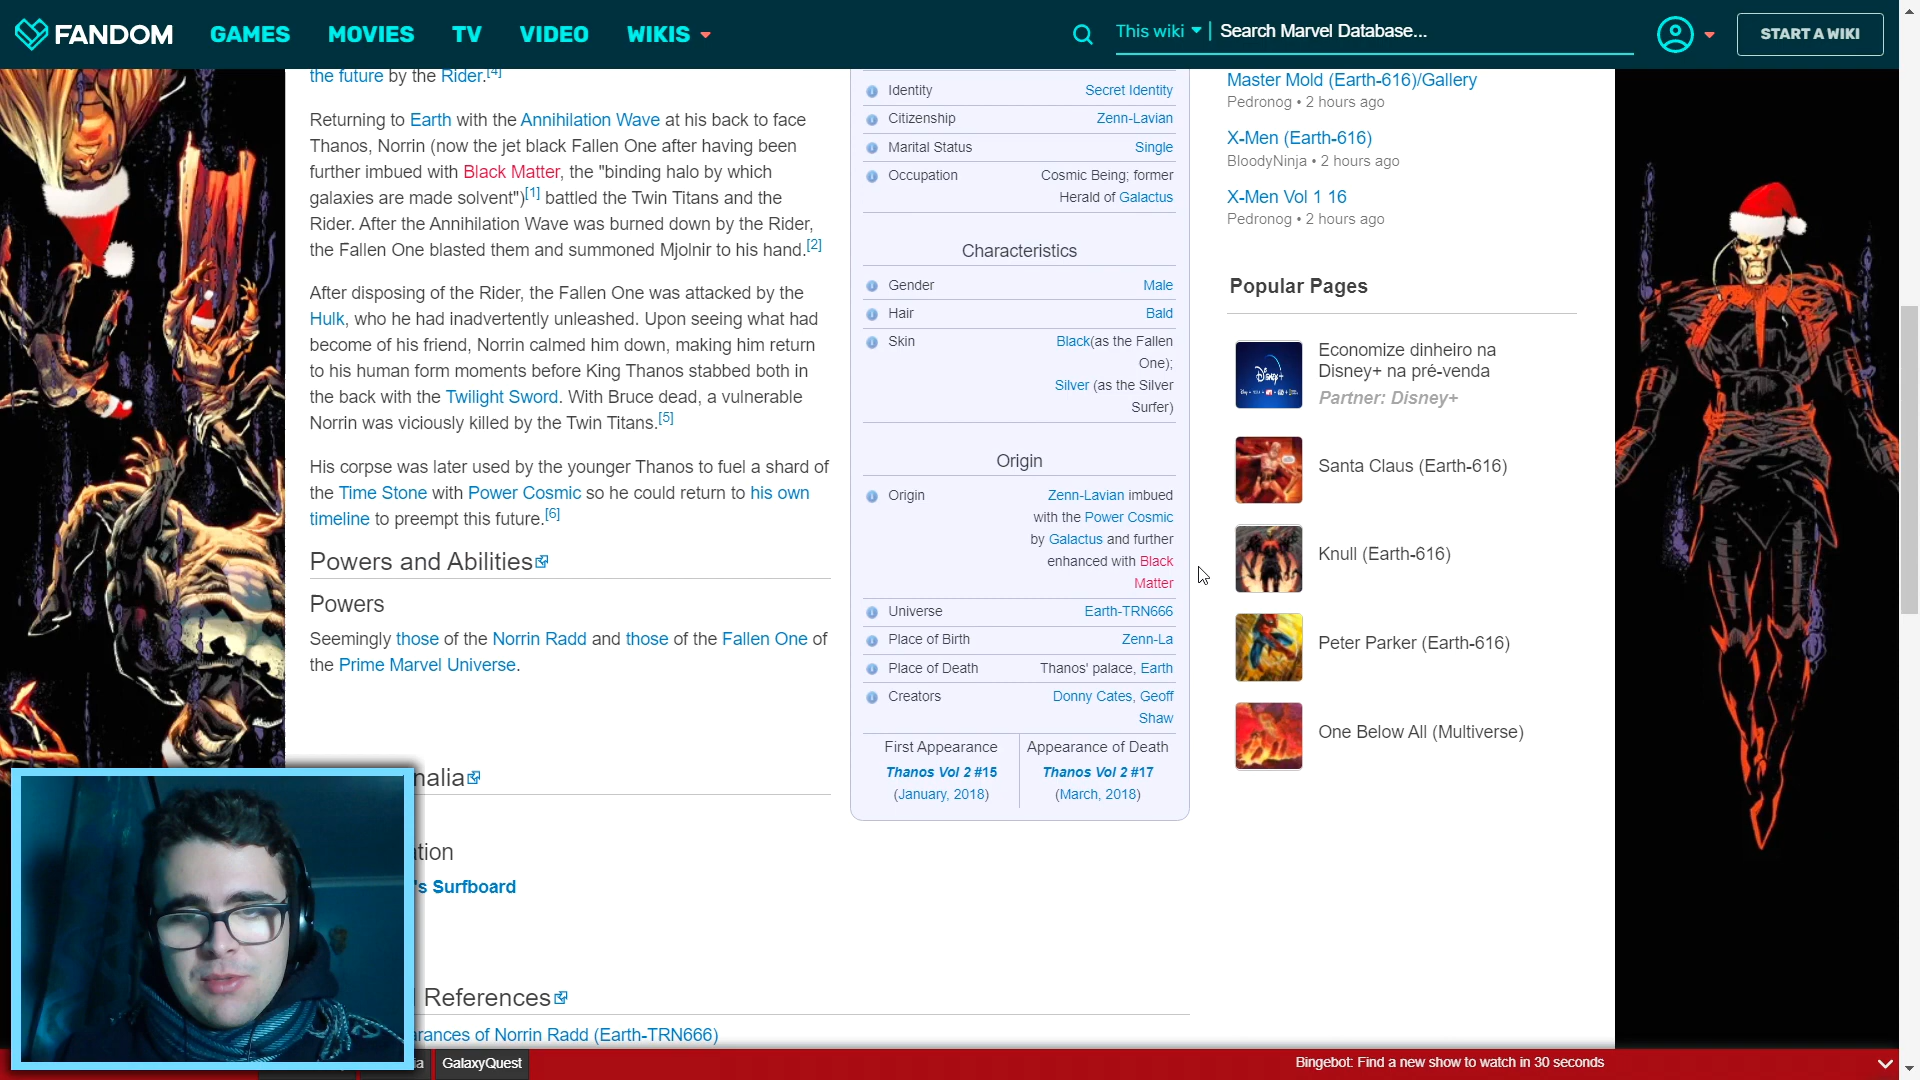 FANDOM
GAMES
MOVIES
TV
VIDEO
WIKIS
This wiki
Search Marvel Database...
START A WIKI
the future by the Rider.[4]
Returning to Earth with the Annihilation Wave at his back to face
Thanos, Norrin (now the jet black Fallen One after having been
further imbued with Black Matter, the "binding halo by which
galaxies are made solvent")[1] battled the Twin Titans and the
Rider. After the Annihilation Wave was burned down by the Rider,
the Fallen One blasted them and summoned Mjolnir to his hand.[2]
After disposing of the Rider, the Fallen One was attacked by the
Hulk, who he had inadvertently unleashed. Upon seeing what had
become of his friend, Norrin calmed him down, making him return
to his human form moments before King Thanos stabbed both in
the back with the Twilight Sword. With Bruce dead, a vulnerable
Norrin was viciously killed by the Twin Titans.[5]
His corpse was later used by the younger Thanos to fuel a shard of
the Time Stone with Power Cosmic so he could return to his own
timeline to preempt this future.[6]
Powers and Abilities
Powers
Seemingly those of the Norrin Radd and those of the Fallen One of
the Prime Marvel Universe.
nalia
tion
's Surfboard
References
arances of Norrin Radd (Earth-TRN666)
Identity Secret Identity
Citizenship Zenn-Lavian
Marital Status Single
Occupation Cosmic Being; former
Herald of Galactus
Characteristics
Gender Male
Hair Bald
Skin Black(as the Fallen
One);
Silver (as the Silver
Surfer)
Origin
Origin Zenn-Lavian imbued
with the Power Cosmic
by Galactus and further
enhanced with Black
Matter
Universe Earth-TRN666
Place of Birth Zenn-La
Place of Death Thanos' palace, Earth
Creators Donny Cates, Geoff
Shaw
First Appearance
Thanos Vol 2 #15
(January, 2018)
Appearance of Death
Thanos Vol 2 #17
(March, 2018)
Master Mold (Earth-616)/Gallery
Pedronog • 2 hours ago
X-Men (Earth-616)
BloodyNinja • 2 hours ago
X-Men Vol 1 16
Pedronog • 2 hours ago
Popular Pages
Disney+
Economize dinheiro na
Disney+ na pré-venda
Partner: Disney+
Santa Claus (Earth-616)
Knull (Earth-616)
Peter Parker (Earth-616)
One Below All (Multiverse)
ia
GalaxyQuest
Bingebot: Find a new show to watch in 30 seconds